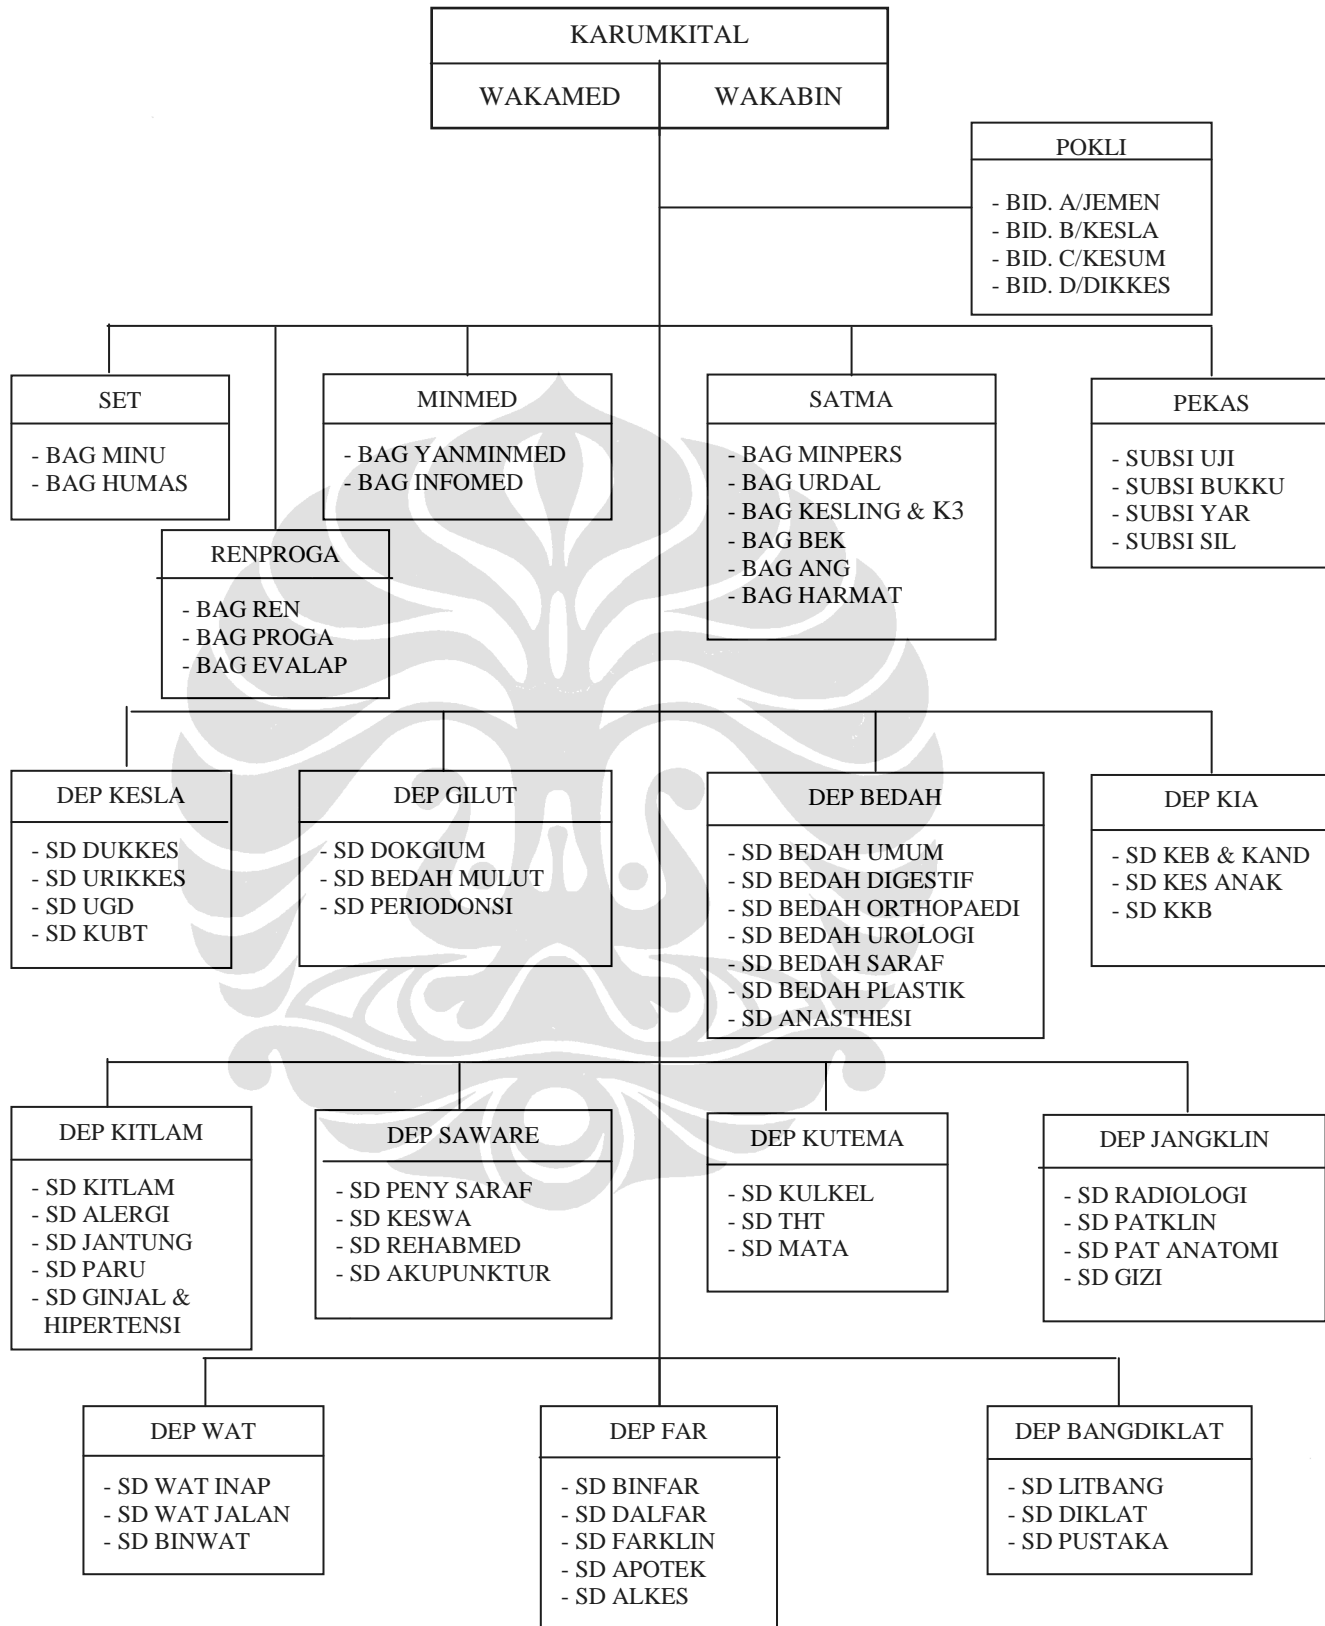 KARUMKITAL
WAKAMED
WAKABIN
POKLI
- BID. A/JEMEN
- BID. B/KESLA
- BID. C/KESUM
- BID. D/DIKKES
SET
- BAG MINU
- BAG HUMAS
MINMED
- BAG YANMINMED
- BAG INFOMED
SATMA
- BAG MINPERS
- BAG URDAL
- BAG KESLING & K3
- BAG BEK
- BAG ANG
- BAG HARMAT
PEKAS
- SUBSI UJI
- SUBSI BUKKU
- SUBSI YAR
- SUBSI SIL
RENPROGA
- BAG REN
- BAG PROGA
- BAG EVALAP
DEP KESLA
- SD DUKKES
- SD URIKKES
- SD UGD
- SD KUBT
DEP GILUT
- SD DOKGIUM
- SD BEDAH MULUT
- SD PERIODONSI
DEP BEDAH
- SD BEDAH UMUM
- SD BEDAH DIGESTIF
- SD BEDAH ORTHOPAEDI
- SD BEDAH UROLOGI
- SD BEDAH SARAF
- SD BEDAH PLASTIK
- SD ANASTHESI
DEP KIA
- SD KEB & KAND
- SD KES ANAK
- SD KKB
DEP KITLAM
- SD KITLAM
- SD ALERGI
- SD JANTUNG
- SD PARU
- SD GINJAL &
HIPERTENSI
DEP SAWARE
- SD PENY SARAF
- SD KESWA
- SD REHABMED
- SD AKUPUNKTUR
DEP KUTEMA
- SD KULKEL
- SD THT
- SD MATA
DEP JANGKLIN
- SD RADIOLOGI
- SD PATKLIN
- SD PAT ANATOMI
- SD GIZI
DEP WAT
- SD WAT INAP
- SD WAT JALAN
- SD BINWAT
DEP FAR
- SD BINFAR
- SD DALFAR
- SD FARKLIN
- SD APOTEK
- SD ALKES
DEP BANGDIKLAT
- SD LITBANG
- SD DIKLAT
- SD PUSTAKA